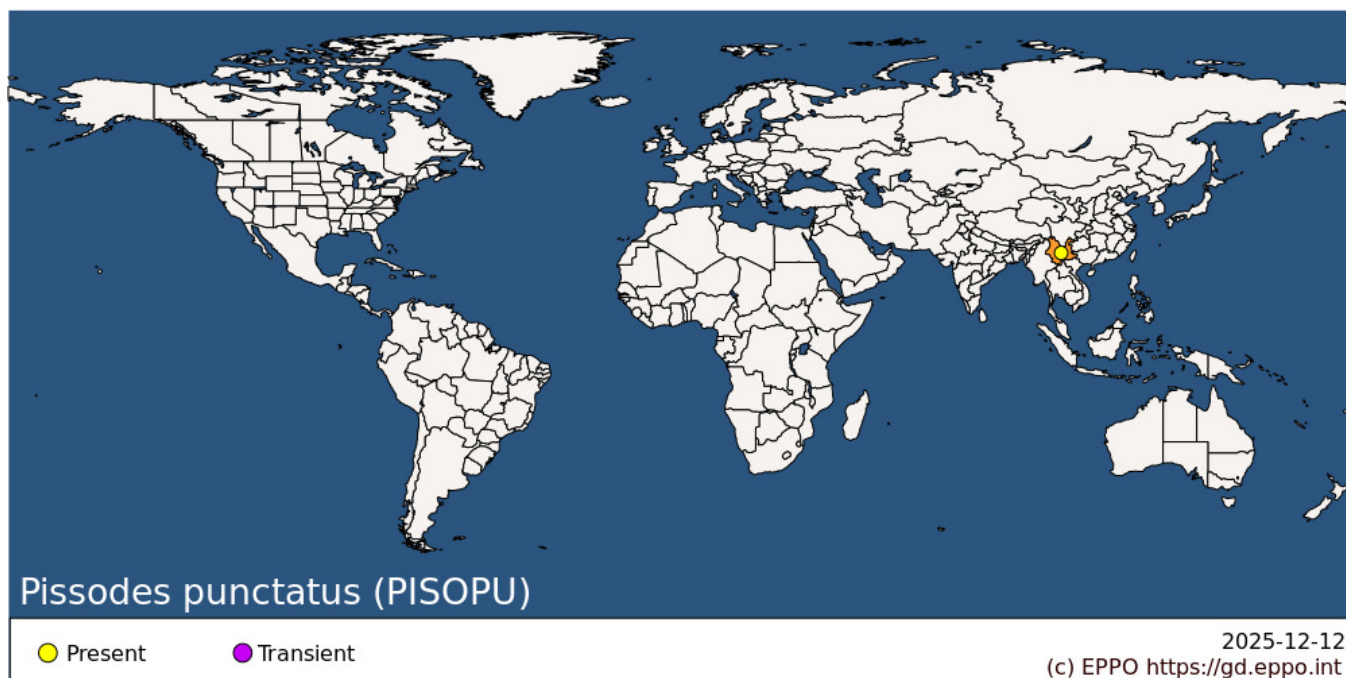 Pissodes punctatus (PISOPU)
Present
Transient
2025-12-12
(c) EPPO https://gd.eppo.int